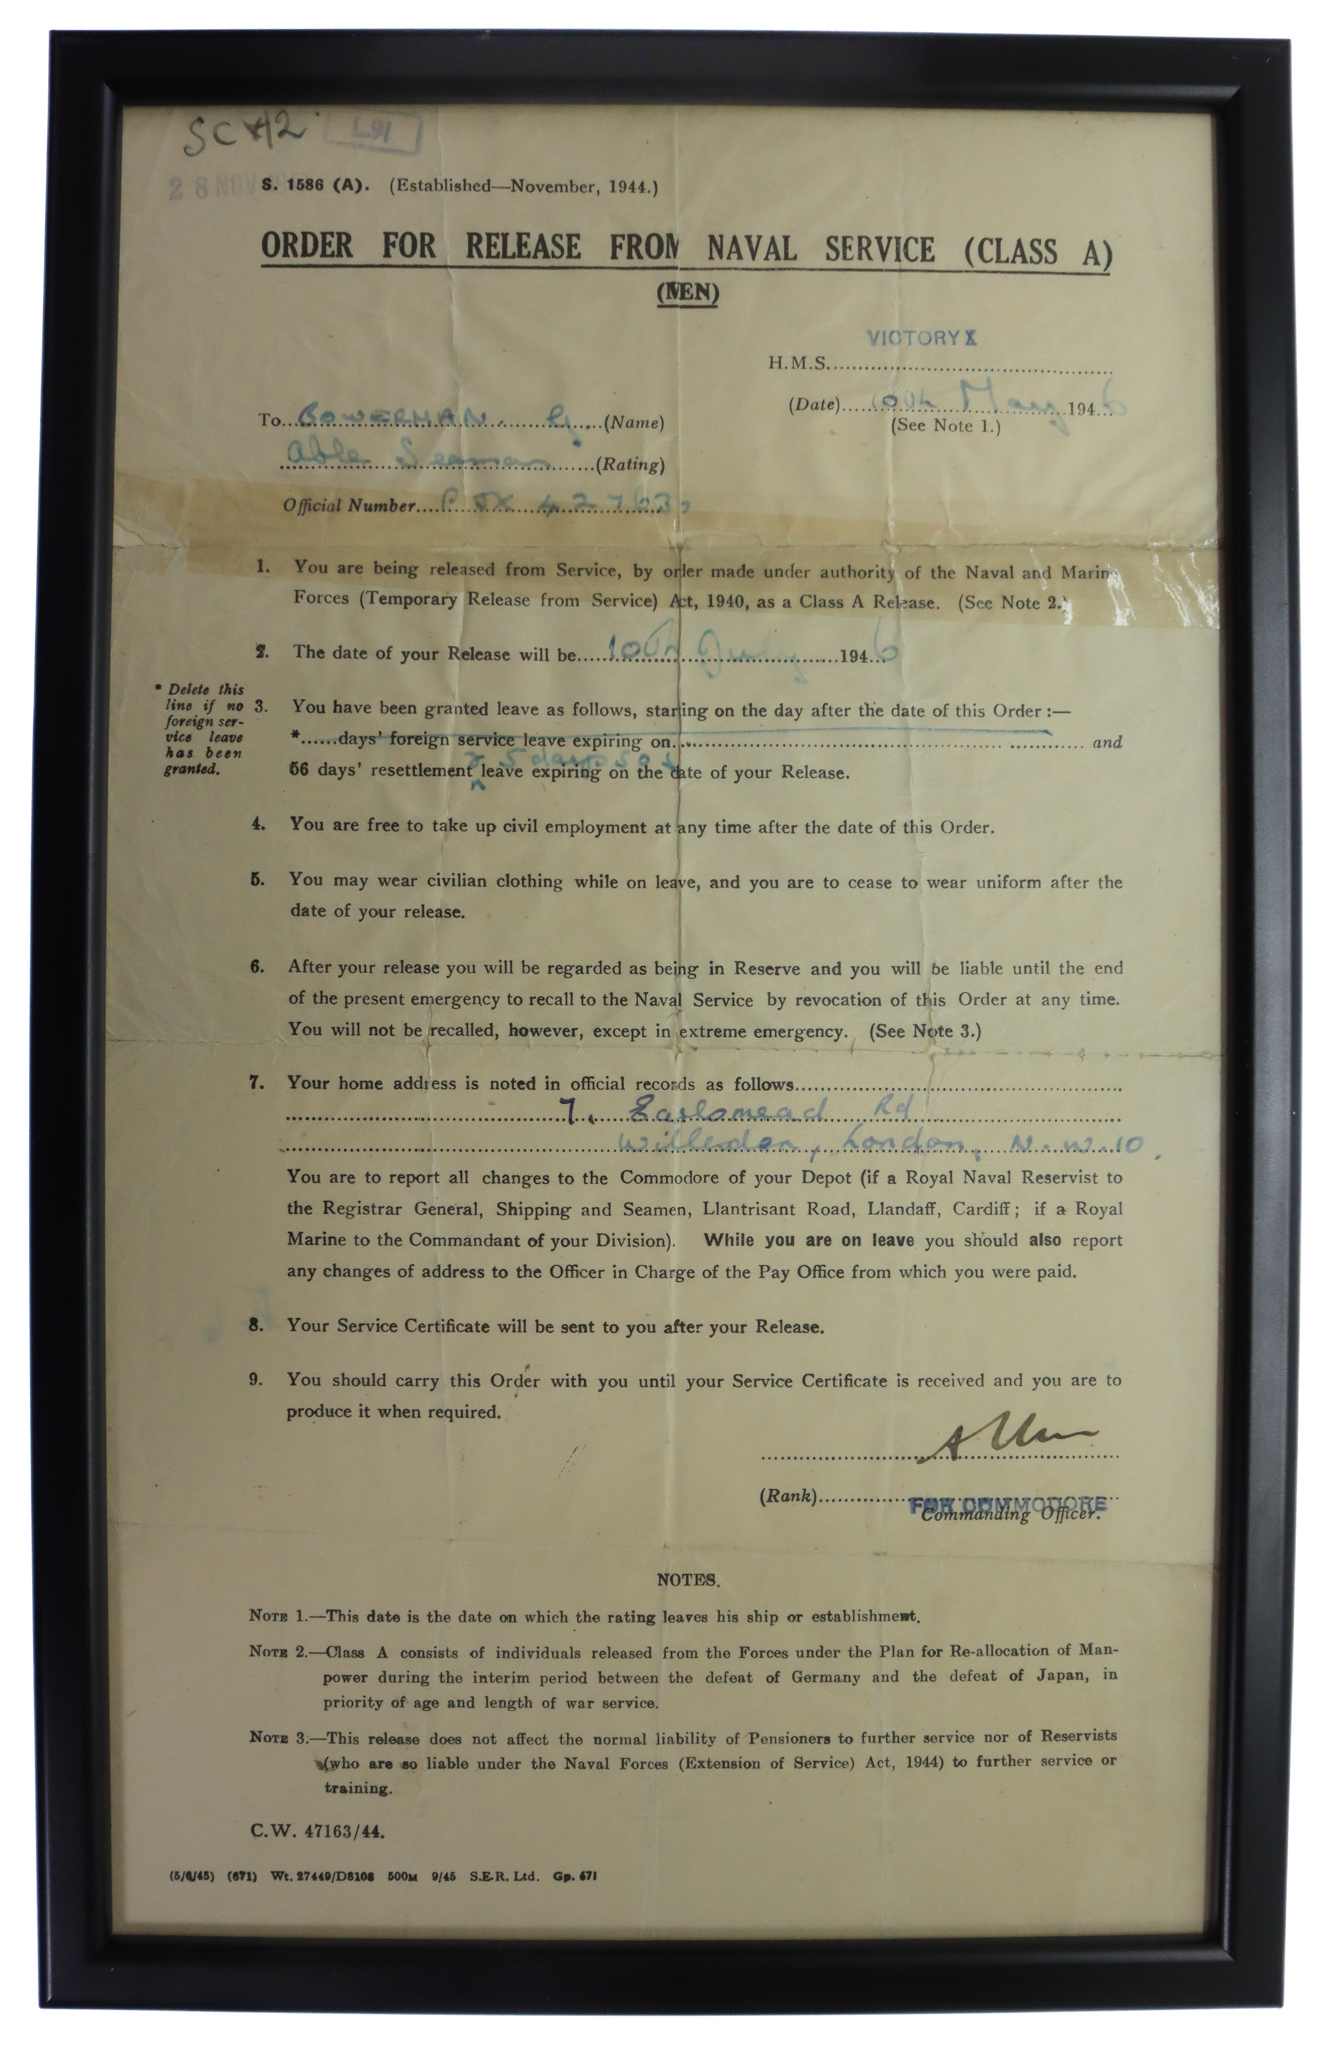 SC 42
L91
28 NOV
S. 1586 (A). (Established—November, 1944.)
ORDER FOR RELEASE FROM NAVAL SERVICE (CLASS A)
(MEN)
VICTORY X
H.M.S.
(Date) 10th May 1946
(See Note 1.)
To BOWERMAN. G. (Name)
Able Seaman (Rating)
Official Number P JX 427632
1. You are being released from Service, by order made under authority of the Naval and Marine
Forces (Temporary Release from Service) Act, 1940, as a Class A Release. (See Note 2.)
2. The date of your Release will be 10th July 1946
* Delete this
line if no
foreign ser-
vice leave
has been
granted.
3. You have been granted leave as follows, starting on the day after the date of this Order :—
*......days' foreign service leave expiring on and
& 5 days
56 days' resettlement leave expiring on the date of your Release.
4. You are free to take up civil employment at any time after the date of this Order.
5. You may wear civilian clothing while on leave, and you are to cease to wear uniform after the
date of your release.
6. After your release you will be regarded as being in Reserve and you will be liable until the end
of the present emergency to recall to the Naval Service by revocation of this Order at any time.
You will not be recalled, however, except in extreme emergency. (See Note 3.)
7. Your home address is noted in official records as follows
7. Earlsmead Rd
Willesden, London, N.W.10.
You are to report all changes to the Commodore of your Depot (if a Royal Naval Reservist to
the Registrar General, Shipping and Seamen, Llantrisant Road, Llandaff, Cardiff; if a Royal
Marine to the Commandant of your Division). While you are on leave you should also report
any changes of address to the Officer in Charge of the Pay Office from which you were paid.
8. Your Service Certificate will be sent to you after your Release.
9. You should carry this Order with you until your Service Certificate is received and you are to
produce it when required.
(Rank) FOR COMMODORE
Commanding Officer.
NOTES.
NOTE 1.—This date is the date on which the rating leaves his ship or establishment.
NOTE 2.—Class A consists of individuals released from the Forces under the Plan for Re-allocation of Man-
power during the interim period between the defeat of Germany and the defeat of Japan, in
priority of age and length of war service.
NOTE 3.—This release does not affect the normal liability of Pensioners to further service nor of Reservists
(who are so liable under the Naval Forces (Extension of Service) Act, 1944) to further service or
training.
C.W. 47163/44.
(5/6/45) (671) Wt. 27449/D8108 500M 9/45 S.E.R. Ltd. Gp. 671